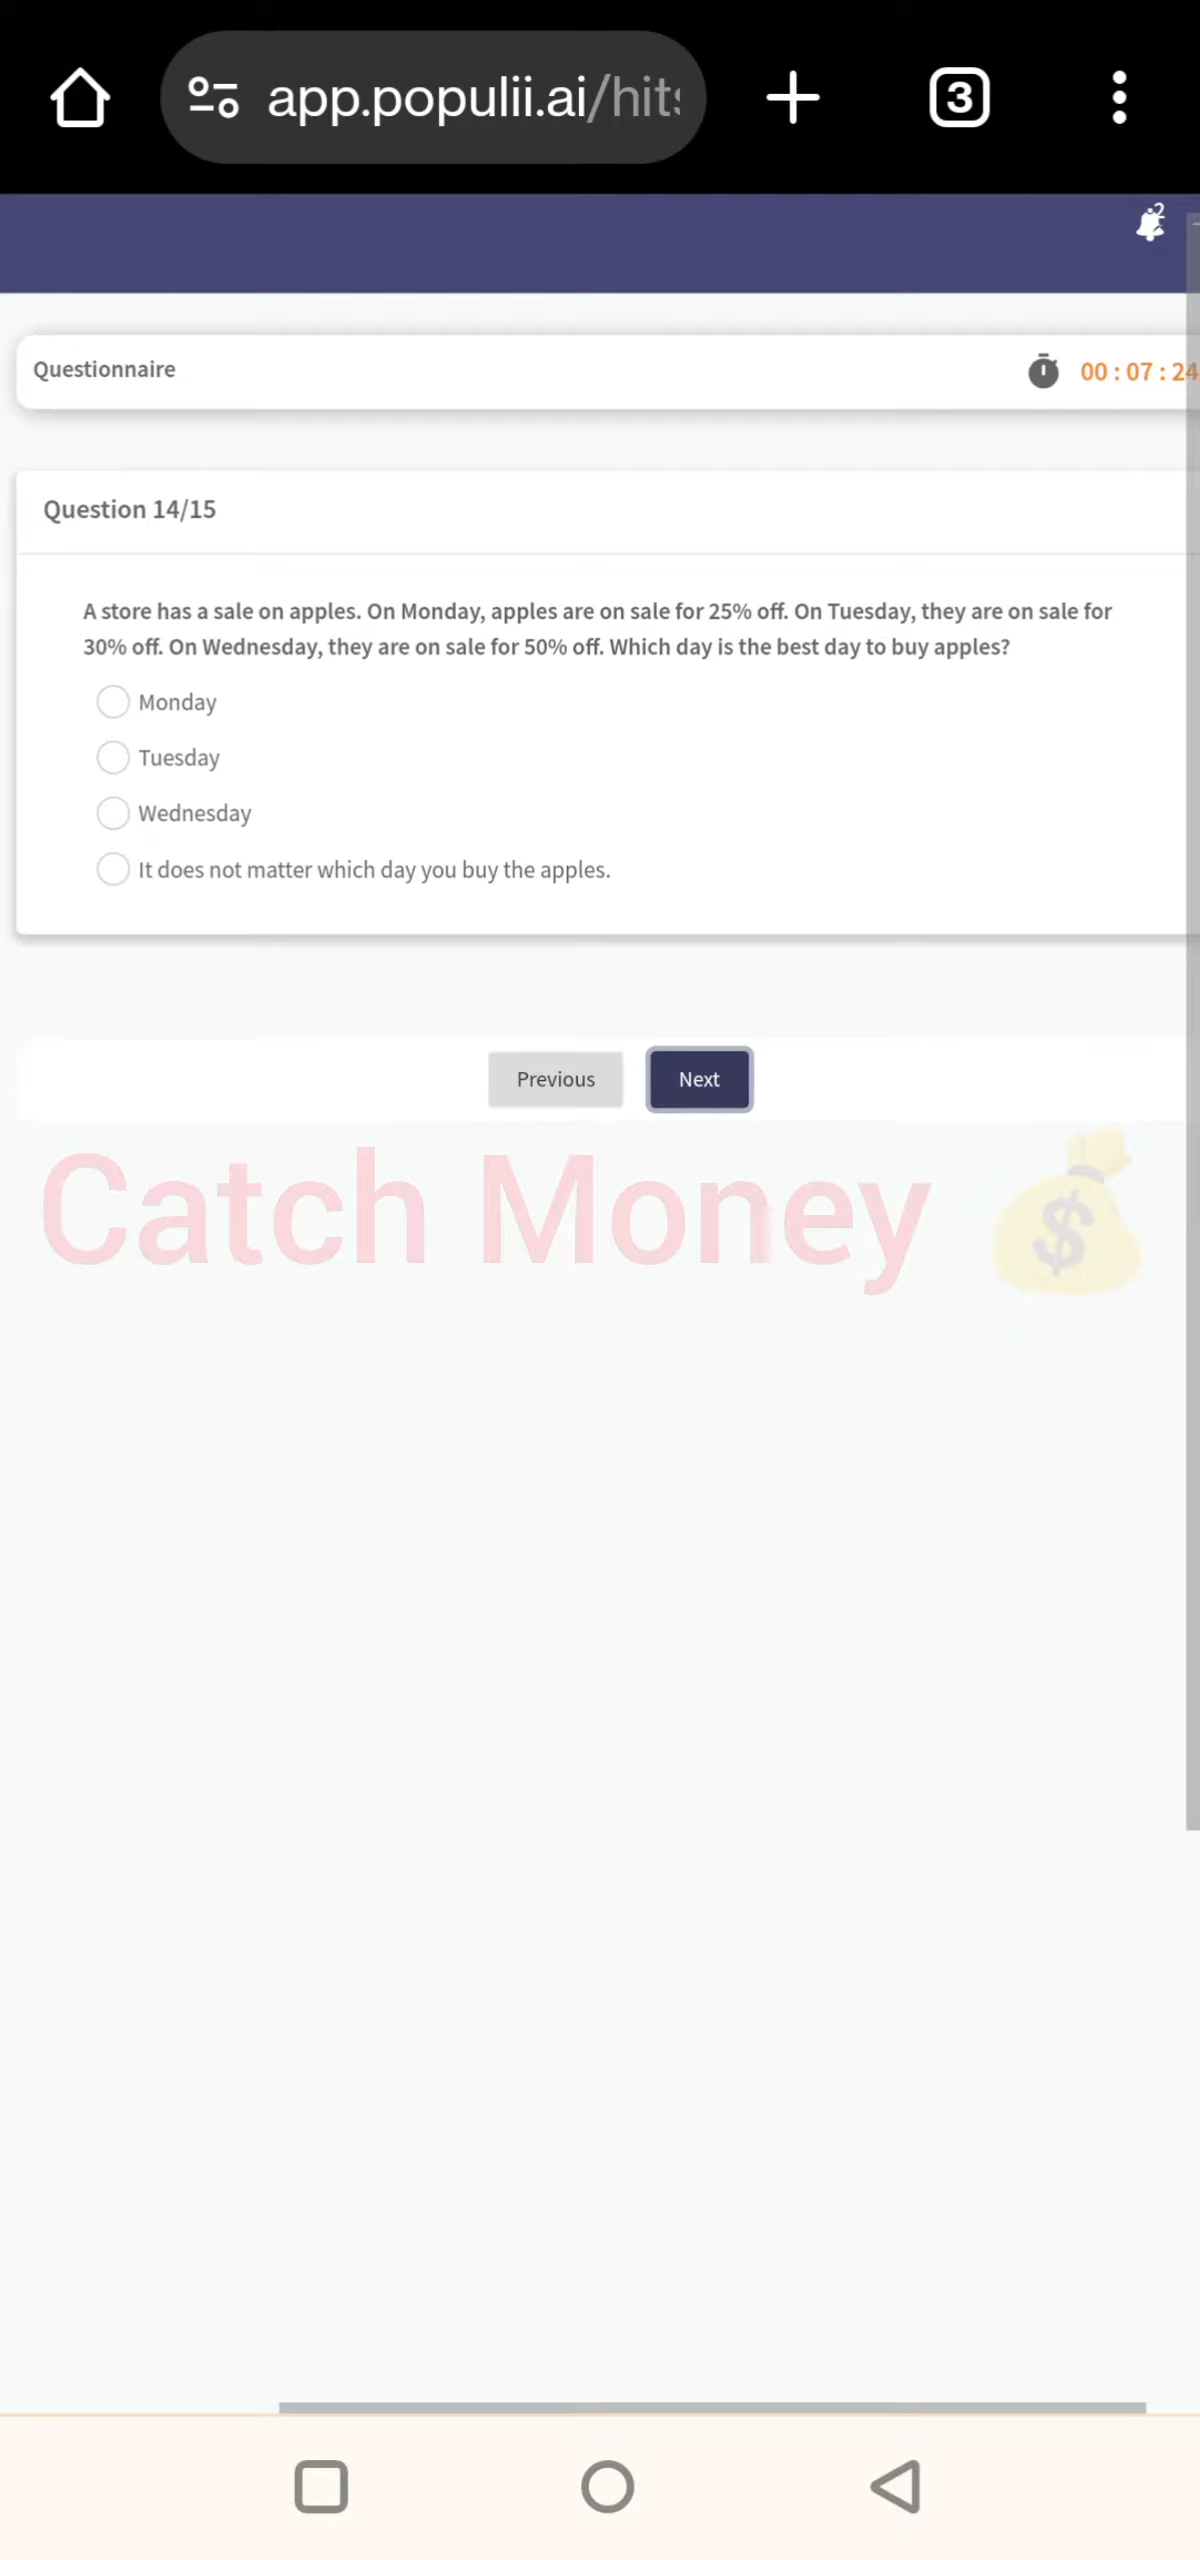 app.populii.ai/hits
3
2
Questionnaire
00 : 07 : 24
Question 14/15
A store has a sale on apples. On Monday, apples are on sale for 25% off. On Tuesday, they are on sale for
30% off. On Wednesday, they are on sale for 50% off. Which day is the best day to buy apples?
Monday
Tuesday
Wednesday
It does not matter which day you buy the apples.
Previous
Next
Catch Money 💰